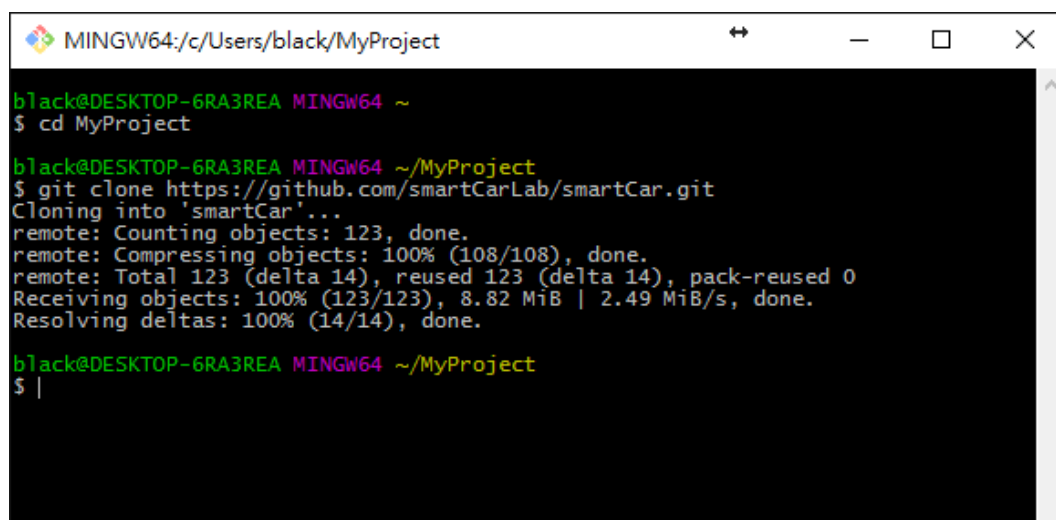 MINGW64:/c/Users/black/MyProject
black@DESKTOP-6RA3REA MINGW64 ~
$ cd MyProject
black@DESKTOP-6RA3REA MINGW64 ~/MyProject
$ git clone https://github.com/smartCarLab/smartCar.git
Cloning into 'smartCar'...
remote: Counting objects: 123, done.
remote: Compressing objects: 100% (108/108), done.
remote: Total 123 (delta 14), reused 123 (delta 14), pack-reused 0
Receiving objects: 100% (123/123), 8.82 MiB | 2.49 MiB/s, done.
Resolving deltas: 100% (14/14), done.
black@DESKTOP-6RA3REA MINGW64 ~/MyProject
$